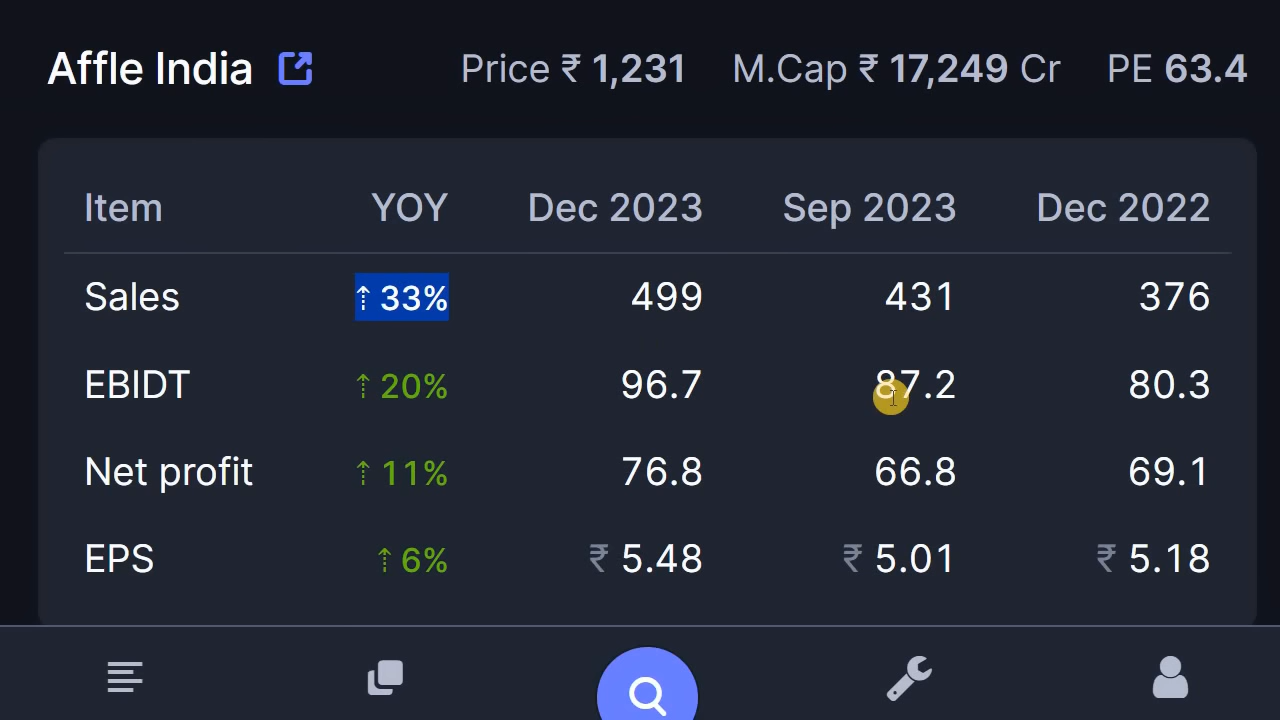 Affle India Price ₹ 1,231 M.Cap ₹ 17,249 Cr PE 63.4
Item YOY Dec 2023 Sep 2023 Dec 2022
Sales ⇡ 33% 499 431 376
EBIDT ⇡ 20% 96.7 87.2 80.3
Net profit ⇡ 11% 76.8 66.8 69.1
EPS ⇡ 6% ₹ 5.48 ₹ 5.01 ₹ 5.18